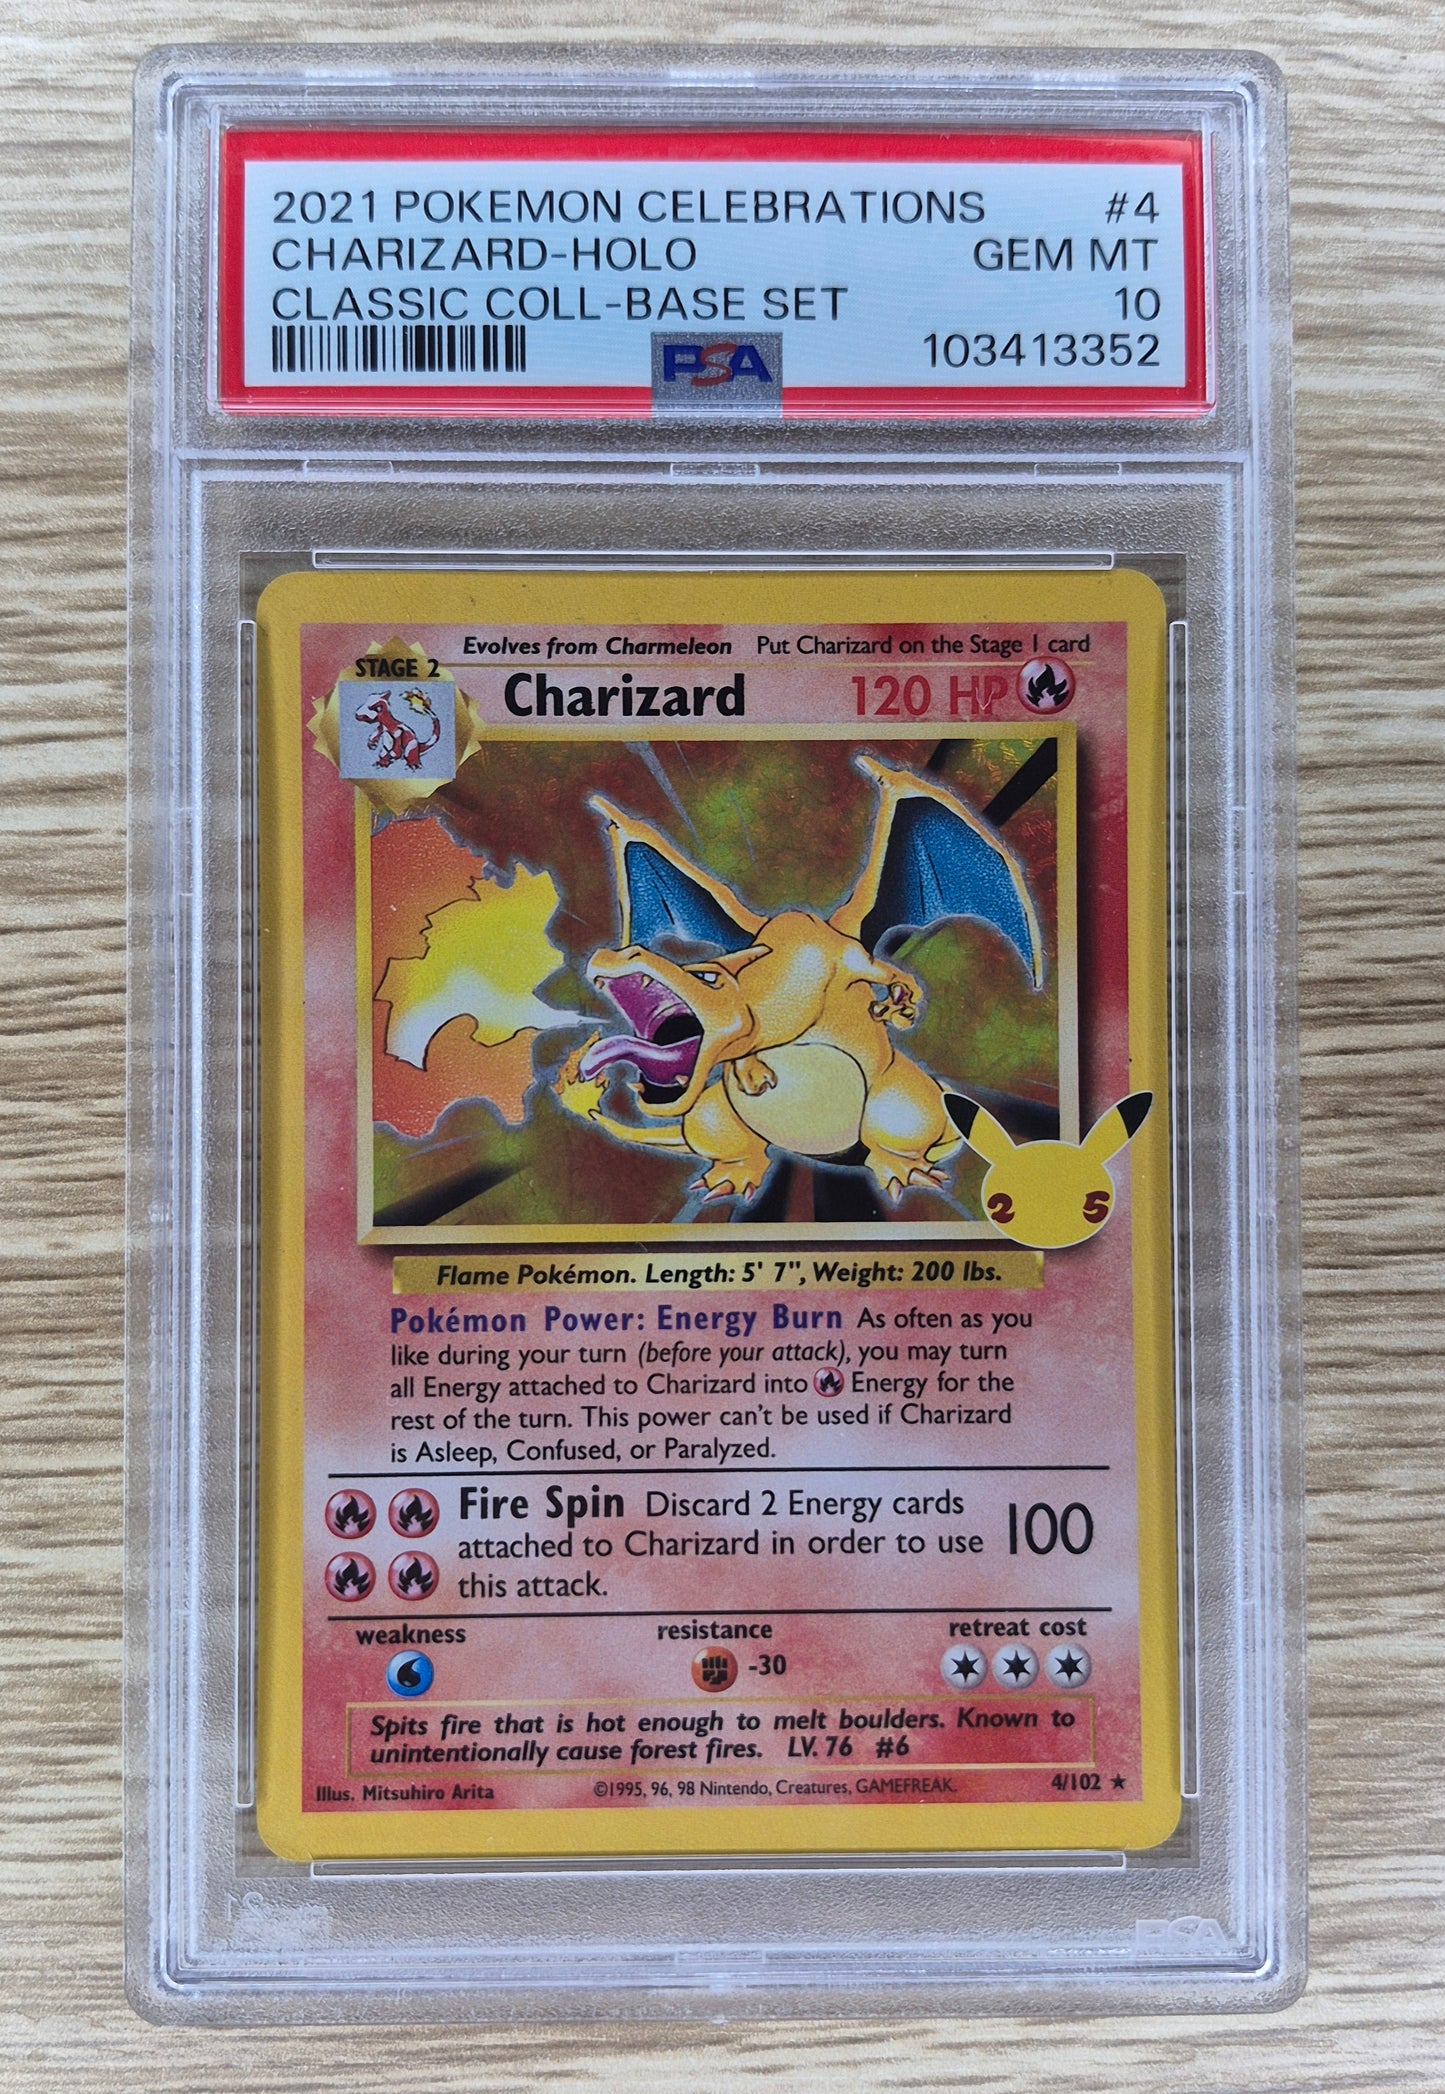 2021 POKEMON CELEBRATIONS #4
CHARIZARD-HOLO GEM MT
CLASSIC COLL-BASE SET 10
PSA 103413352
Evolves from Charmeleon Put Charizard on the Stage 1 card
STAGE 2
Charizard 120 HP
2 5
Flame Pokémon. Length: 5' 7", Weight: 200 lbs.
Pokémon Power: Energy Burn As often as you
like during your turn (before your attack), you may turn
all Energy attached to Charizard into Energy for the
rest of the turn. This power can't be used if Charizard
is Asleep, Confused, or Paralyzed.
Fire Spin Discard 2 Energy cards
attached to Charizard in order to use 100
this attack.
weakness resistance retreat cost
-30
Spits fire that is hot enough to melt boulders. Known to
unintentionally cause forest fires. LV. 76 #6
Illus. Mitsuhiro Arita ©1995, 96, 98 Nintendo, Creatures, GAMEFREAK. 4/102 ★
PSA